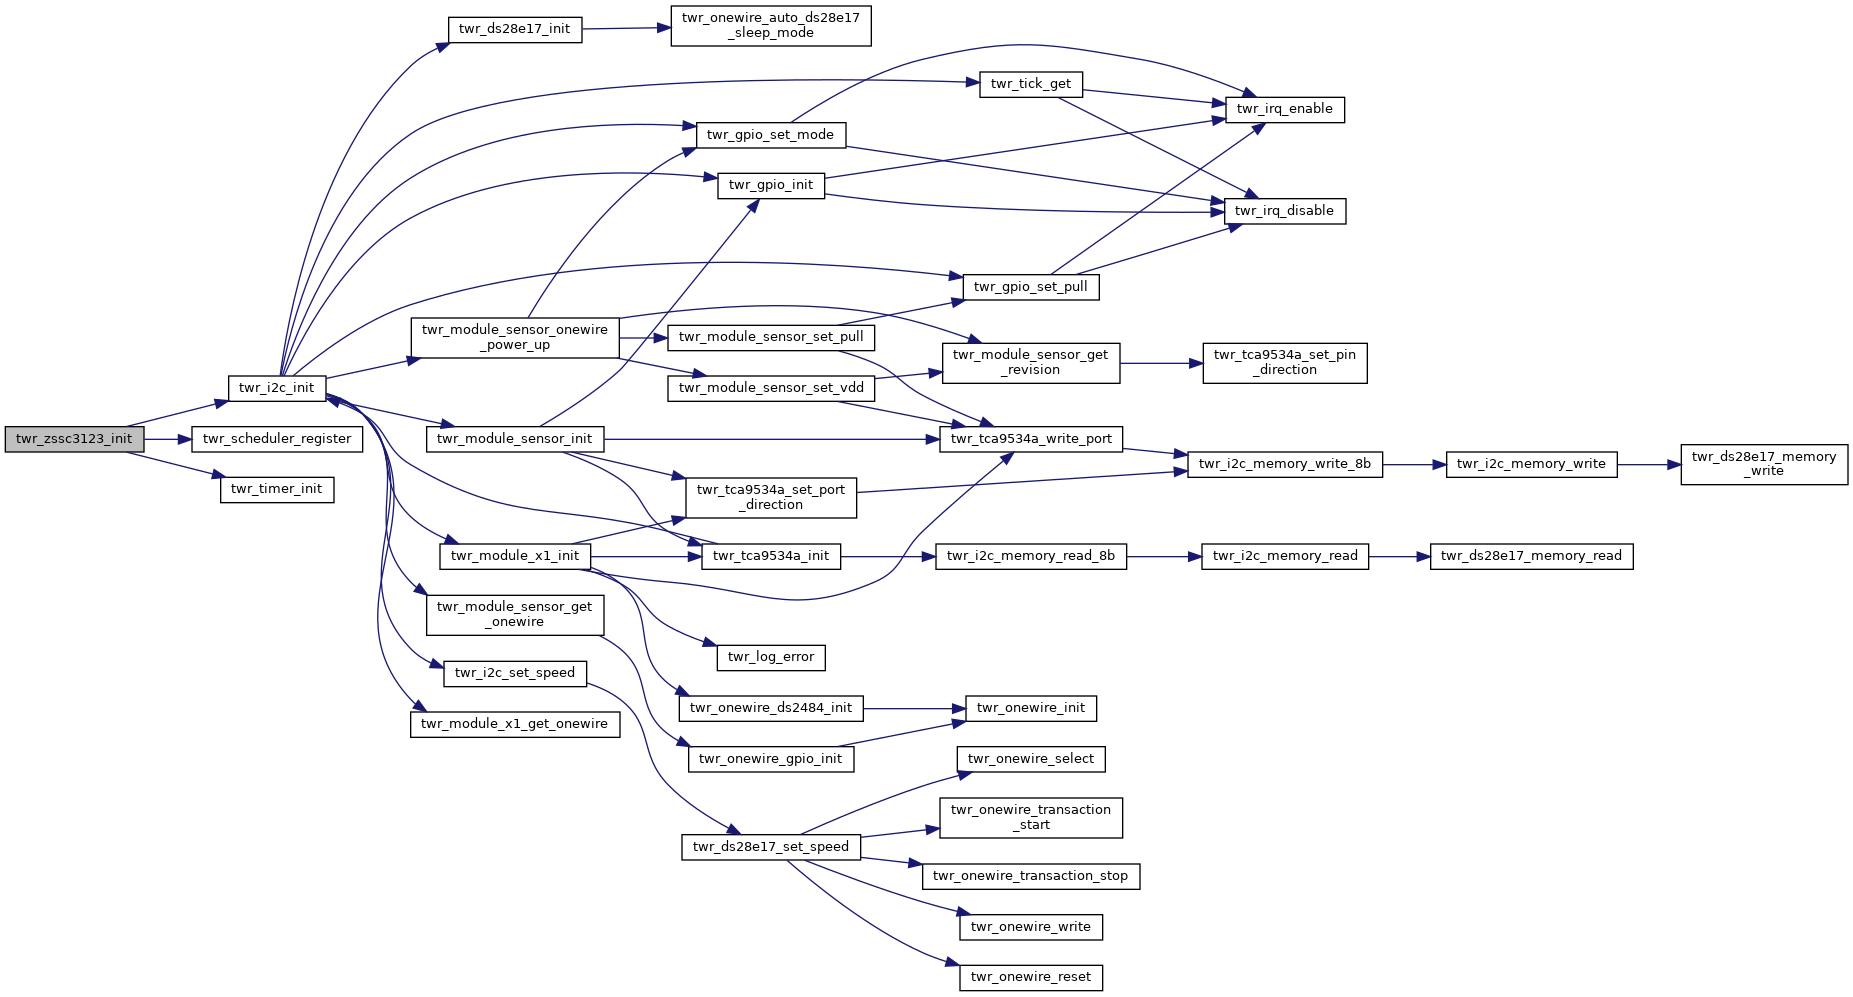 twr_ds28e17_init
twr_onewire_auto_ds28e17
_sleep_mode
twr_tick_get
twr_irq_enable
twr_gpio_set_mode
twr_gpio_init
twr_irq_disable
twr_gpio_set_pull
twr_module_sensor_onewire
_power_up
twr_module_sensor_set_pull
twr_module_sensor_get
_revision
twr_tca9534a_set_pin
_direction
twr_i2c_init
twr_module_sensor_set_vdd
twr_zssc3123_init
twr_scheduler_register
twr_module_sensor_init
twr_tca9534a_write_port
twr_i2c_memory_write_8b
twr_i2c_memory_write
twr_ds28e17_memory
_write
twr_timer_init
twr_tca9534a_set_port
_direction
twr_module_x1_init
twr_tca9534a_init
twr_i2c_memory_read_8b
twr_i2c_memory_read
twr_ds28e17_memory_read
twr_module_sensor_get
_onewire
twr_log_error
twr_i2c_set_speed
twr_onewire_ds2484_init
twr_onewire_init
twr_module_x1_get_onewire
twr_onewire_gpio_init
twr_onewire_select
twr_onewire_transaction
_start
twr_ds28e17_set_speed
twr_onewire_transaction_stop
twr_onewire_write
twr_onewire_reset